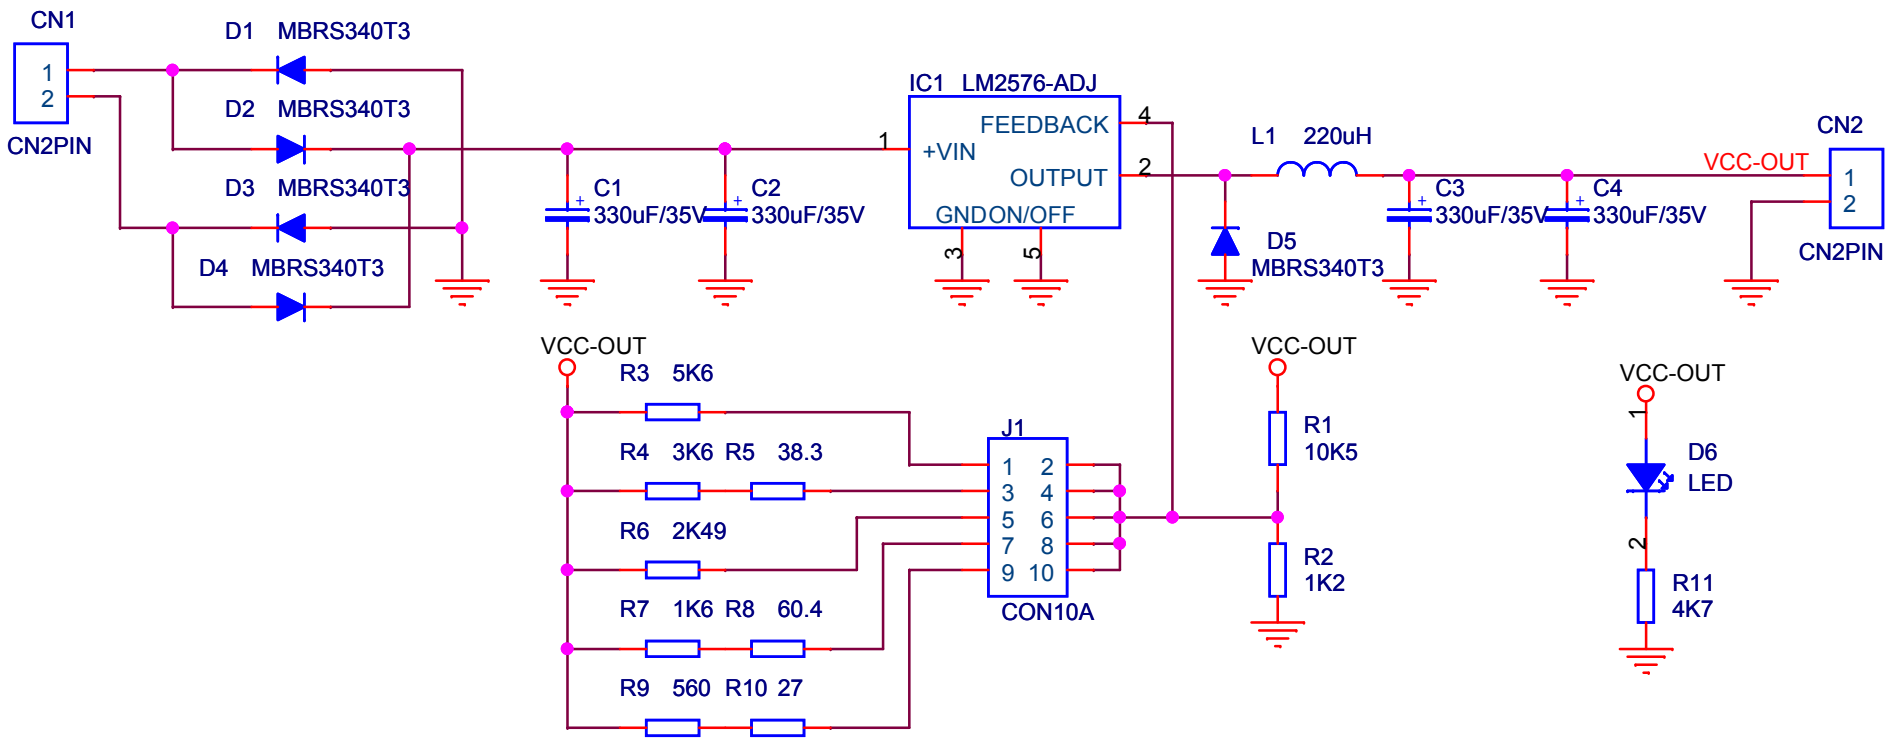 CN1
1
2
CN2PIN
D1 MBRS340T3
D2 MBRS340T3
D3 MBRS340T3
D4 MBRS340T3
+
C1
330uF/35V
+
C2
330uF/35V
IC1 LM2576-ADJ
1
+VIN
FEEDBACK
4
OUTPUT
2
GND
ON/OFF
3
5
L1 220uH
D5
MBRS340T3
+
C3
330uF/35V
+
C4
330uF/35V
VCC-OUT
CN2
1
2
CN2PIN
VCC-OUT
R3 5K6
R4 3K6 R5 38.3
R6 2K49
R7 1K6 R8 60.4
R9 560 R10 27
J1
1 2
3 4
5 6
7 8
9 10
CON10A
VCC-OUT
R1
10K5
R2
1K2
VCC-OUT
1
D6
LED
2
R11
4K7